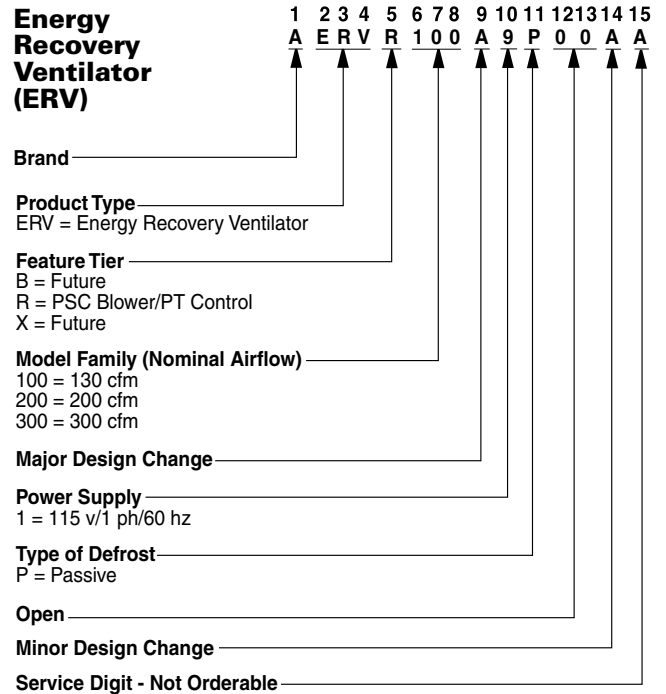 Energy
Recovery
Ventilator
(ERV)
1 2 3 4 5 6 7 8 9 10 11 12 13 14 15
A E R V R 1 0 0 A 9 P 0 0 A A
Brand
Product Type
ERV = Energy Recovery Ventilator
Feature Tier
B = Future
R = PSC Blower/PT Control
X = Future
Model Family (Nominal Airflow)
100 = 130 cfm
200 = 200 cfm
300 = 300 cfm
Major Design Change
Power Supply
1 = 115 v/1 ph/60 hz
Type of Defrost
P = Passive
Open
Minor Design Change
Service Digit - Not Orderable